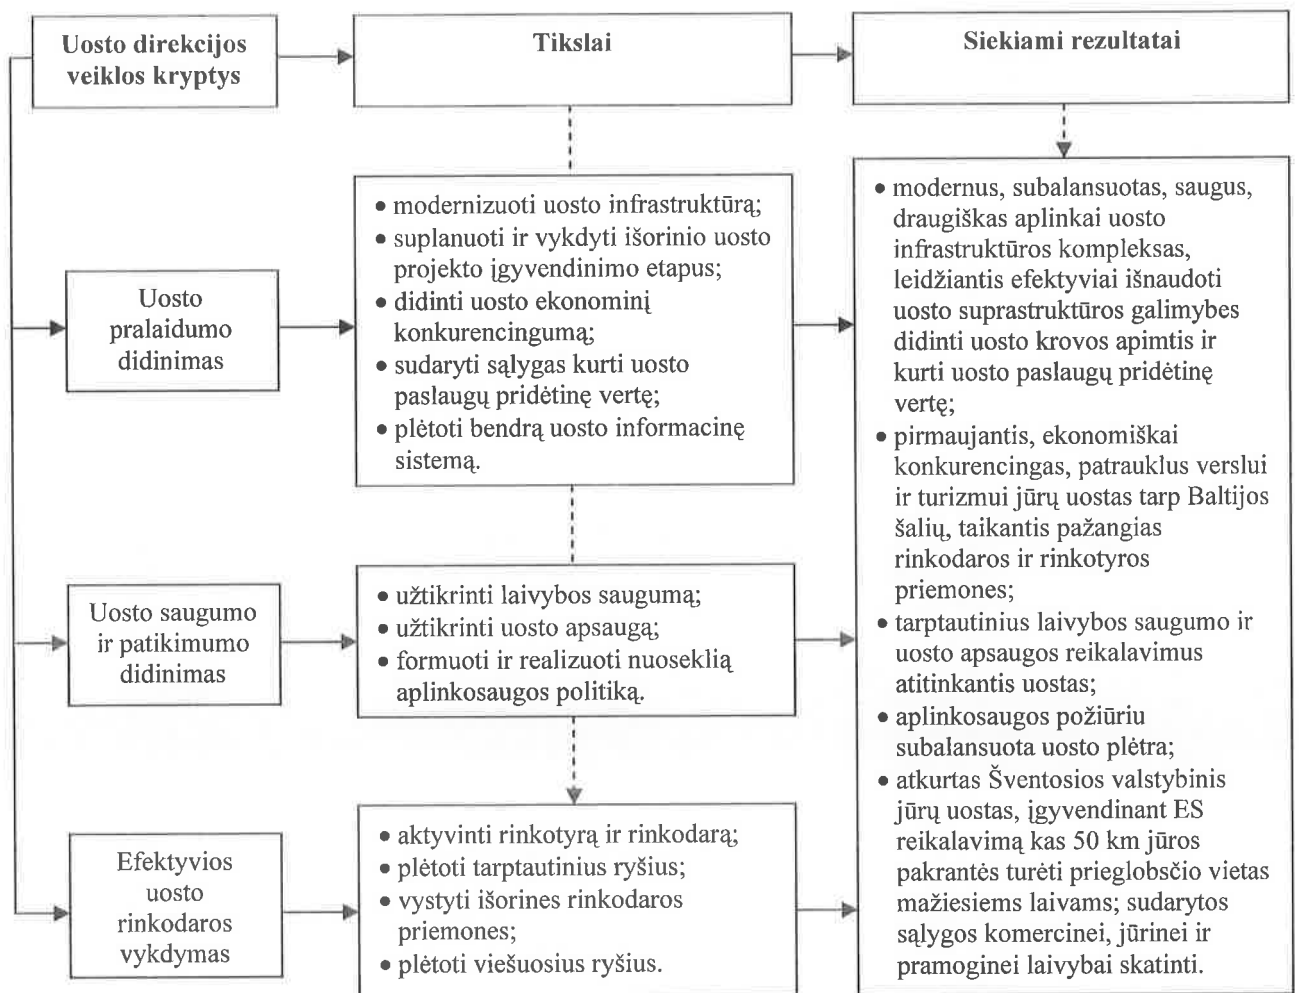 Uosto direkcijos
veiklos kryptys
Tikslai
Siekiami rezultatai
Uosto
pralaidumo
didinimas
• modernizuoti uosto infrastruktūrą;
• suplanuoti ir vykdyti išorinio uosto
projekto įgyvendinimo etapus;
• didinti uosto ekonominį
konkurencingumą;
• sudaryti sąlygas kurti uosto
paslaugų pridėtinę vertę;
• plėtoti bendrą uosto informacinę
sistemą.
Uosto saugumo
ir patikimumo
didinimas
• užtikrinti laivybos saugumą;
• užtikrinti uosto apsaugą;
• formuoti ir realizuoti nuoseklią
aplinkosaugos politiką.
Efektyvios
uosto
rinkodaros
vykdymas
• aktyvinti rinkotyrą ir rinkodarą;
• plėtoti tarptautinius ryšius;
• vystyti išorines rinkodaros
priemones;
• plėtoti viešuosius ryšius.
• modernus, subalansuotas, saugus,
draugiškas aplinkai uosto
infrastruktūros kompleksas,
leidžiantis efektyviai išnaudoti
uosto suprastruktūros galimybes
didinti uosto krovos apimtis ir
kurti uosto paslaugų pridėtinę
vertę;
• pirmaujantis, ekonomiškai
konkurencingas, patrauklus verslui
ir turizmui jūrų uostas tarp Baltijos
šalių, taikantis pažangias
rinkodaros ir rinkotyros
priemones;
• tarptautinius laivybos saugumo ir
uosto apsaugos reikalavimus
atitinkantis uostas;
• aplinkosaugos požiūriu
subalansuota uosto plėtra;
• atkurtas Šventosios valstybinis
jūrų uostas, įgyvendinant ES
reikalavimą kas 50 km jūros
pakrantės turėti prieglobsčio vietas
mažiesiems laivams; sudarytos
sąlygos komercinei, jūrinei ir
pramoginei laivybai skatinti.